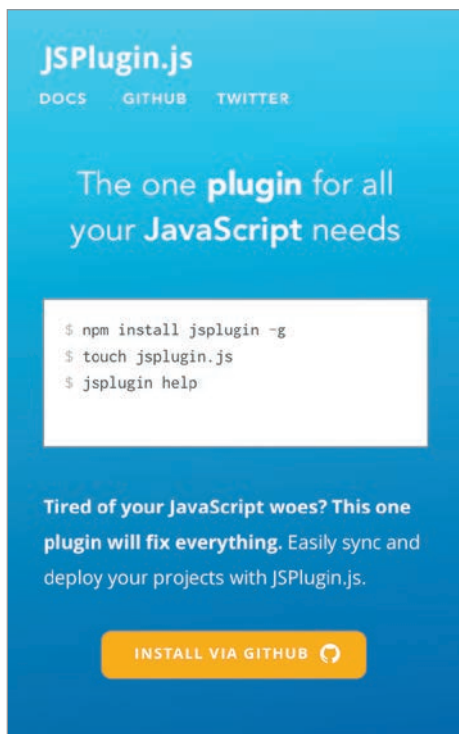 JSPlugin.js
DOCS GITHUB TWITTER
The one plugin for all
your JavaScript needs
$ npm install jsplugin -g
$ touch jsplugin.js
$ jsplugin help
Tired of your JavaScript woes? This one
plugin will fix everything. Easily sync and
deploy your projects with JSPlugin.js.
INSTALL VIA GITHUB